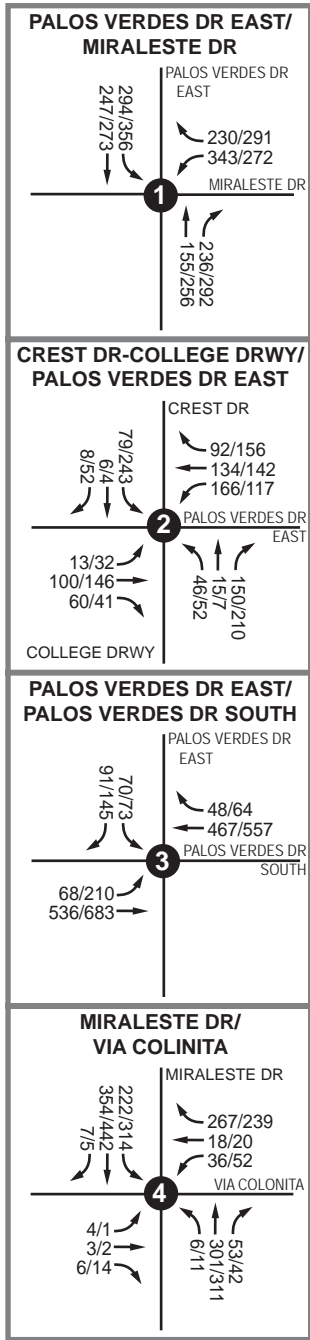 PALOS VERDES DR EAST/
MIRALESTE DR
PALOS VERDES DR
EAST
294/356
247/273
230/291
343/272
MIRALESTE DR
1
236/292
155/256
CREST DR-COLLEGE DRWY/
PALOS VERDES DR EAST
CREST DR
79/243
6/4
8/52
92/156
134/142
166/117
2
PALOS VERDES DR
EAST
13/32
100/146
60/41
150/210
15/7
46/52
COLLEGE DRWY
PALOS VERDES DR EAST/
PALOS VERDES DR SOUTH
PALOS VERDES DR
EAST
70/73
91/145
48/64
467/557
3
PALOS VERDES DR
SOUTH
68/210
536/683
MIRALESTE DR/
VIA COLINITA
MIRALESTE DR
222/314
354/442
7/5
267/239
18/20
36/52
4
VIA COLONITA
4/1
3/2
6/14
53/42
301/311
6/11